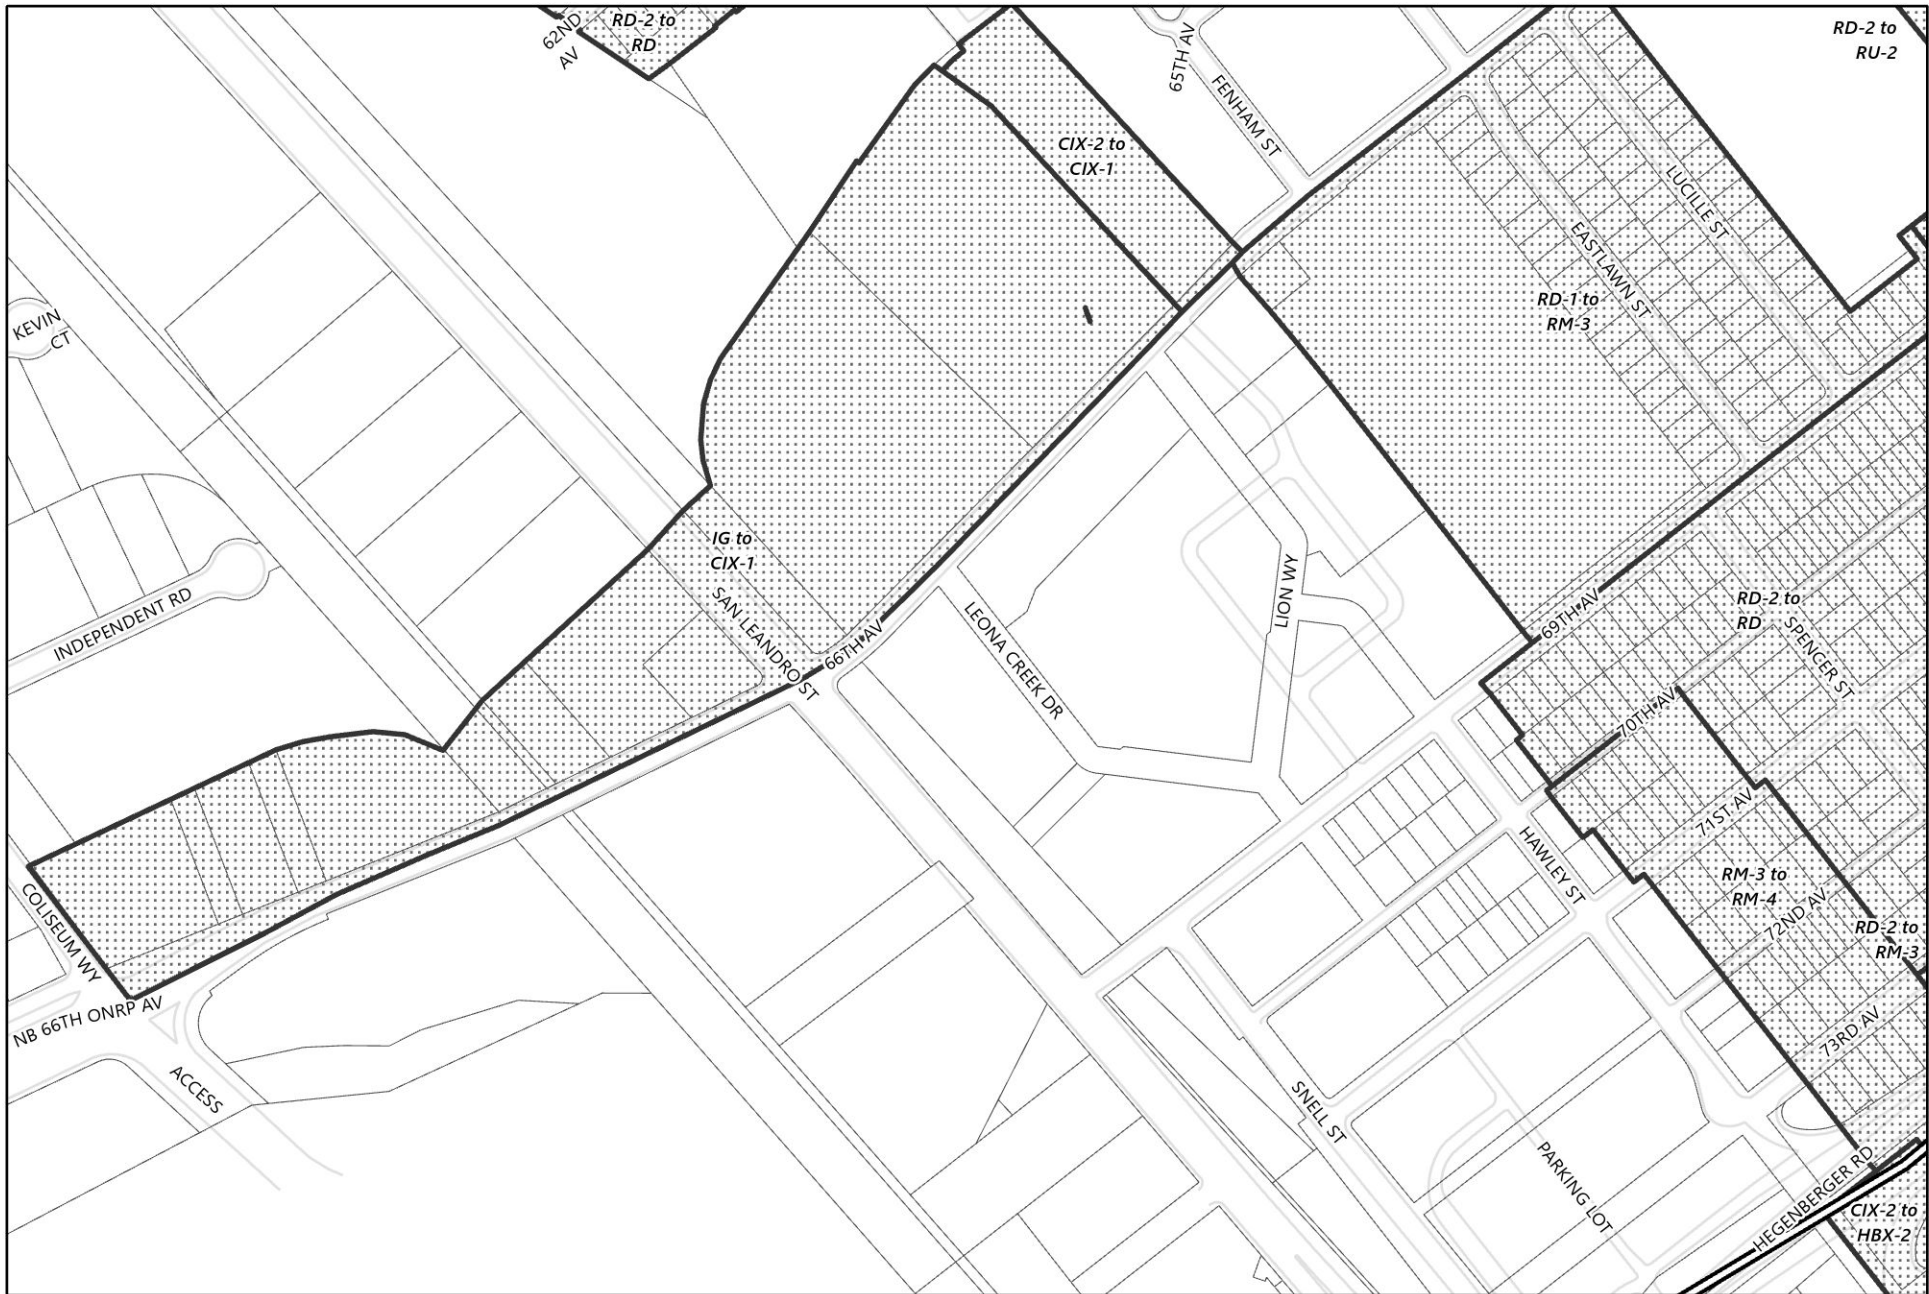 62ND
AV
RD-2 to
RD
65TH AV
FENHAM ST
RD-2 to
RU-2
CIX-2 to
CIX-1
LUCILLE ST
EASTLAWN ST
RD-1 to
RM-3
KEVIN
CT
IG to
CIX-1
SAN LEANDRO ST
66TH AV
LEONA CREEK DR
LION WY
INDEPENDENT RD
69TH AV
RD-2 to
RD
SPENCER ST
70TH AV
71ST AV
HAWLEY ST
RM-3 to
RM-4
72ND AV
RD-2 to
RM-3
73RD AV
COLISEUM WY
NB 66TH ONRP AV
ACCESS
SNELL ST
PARKING LOT
HEGENBERGER RD
CIX-2 to
HBX-2